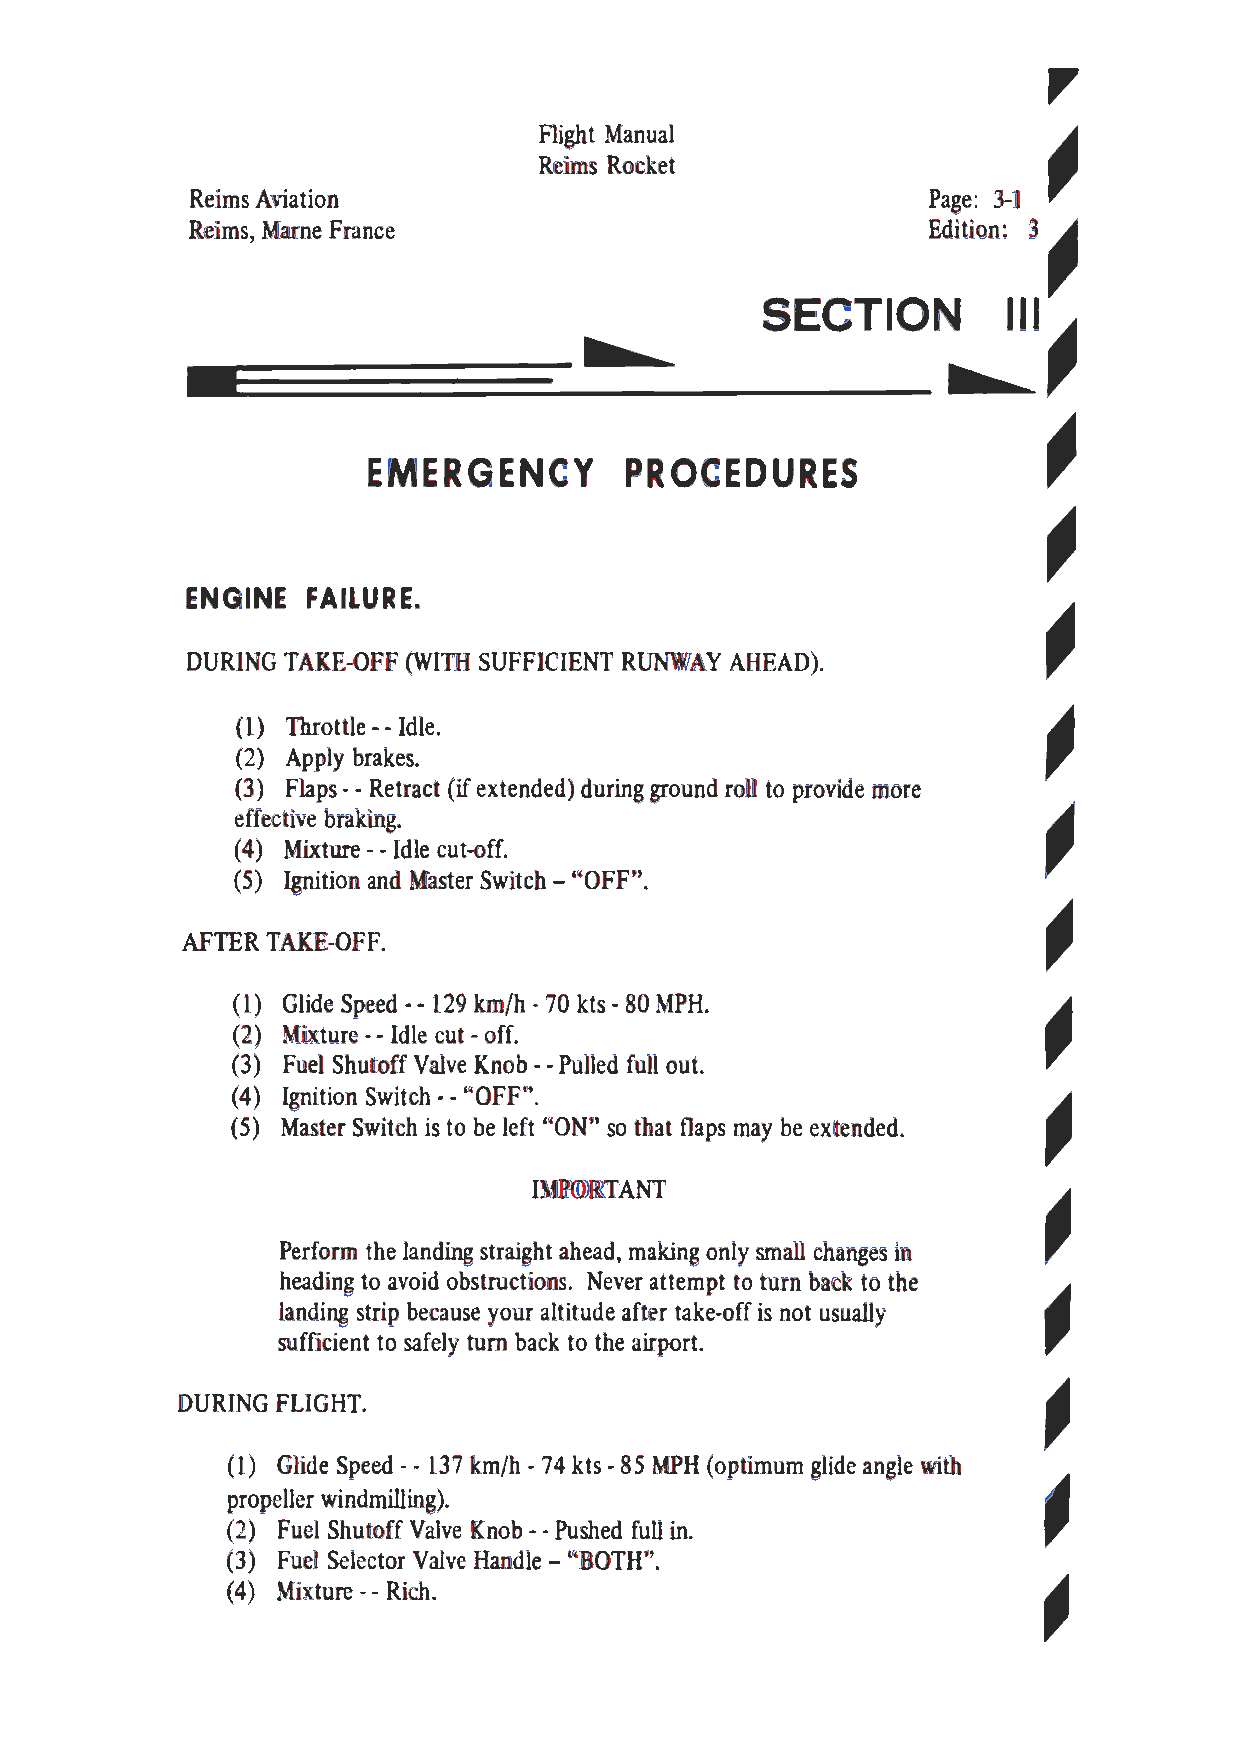 Flight Manual
Reims Rocket
Reims Aviation Page: 3-1
Reims, Marne France Edition: 3
SECTION III
EMERGENCY PROCEDURES
ENGINE FAILURE.
DURING TAKE-OFF (WITH SUFFICIENT RUNWAY AHEAD).
(1) Throttle - - Idle.
(2) Apply brakes.
(3) Flaps - - Retract (if extended) during ground roll to provide more
effective braking.
(4) Mixture - - Idle cut-off.
(5) Ignition and Master Switch – “OFF”.
AFTER TAKE-OFF.
(1) Glide Speed - - 129 km/h - 70 kts - 80 MPH.
(2) Mixture - - Idle cut - off.
(3) Fuel Shutoff Valve Knob - - Pulled full out.
(4) Ignition Switch - - “OFF”.
(5) Master Switch is to be left “ON” so that flaps may be extended.
IMPORTANT
Perform the landing straight ahead, making only small changes in
heading to avoid obstructions. Never attempt to turn back to the
landing strip because your altitude after take-off is not usually
sufficient to safely turn back to the airport.
DURING FLIGHT.
(1) Glide Speed - - 137 km/h - 74 kts - 85 MPH (optimum glide angle with
propeller windmilling).
(2) Fuel Shutoff Valve Knob - - Pushed full in.
(3) Fuel Selector Valve Handle – “BOTH”.
(4) Mixture - - Rich.